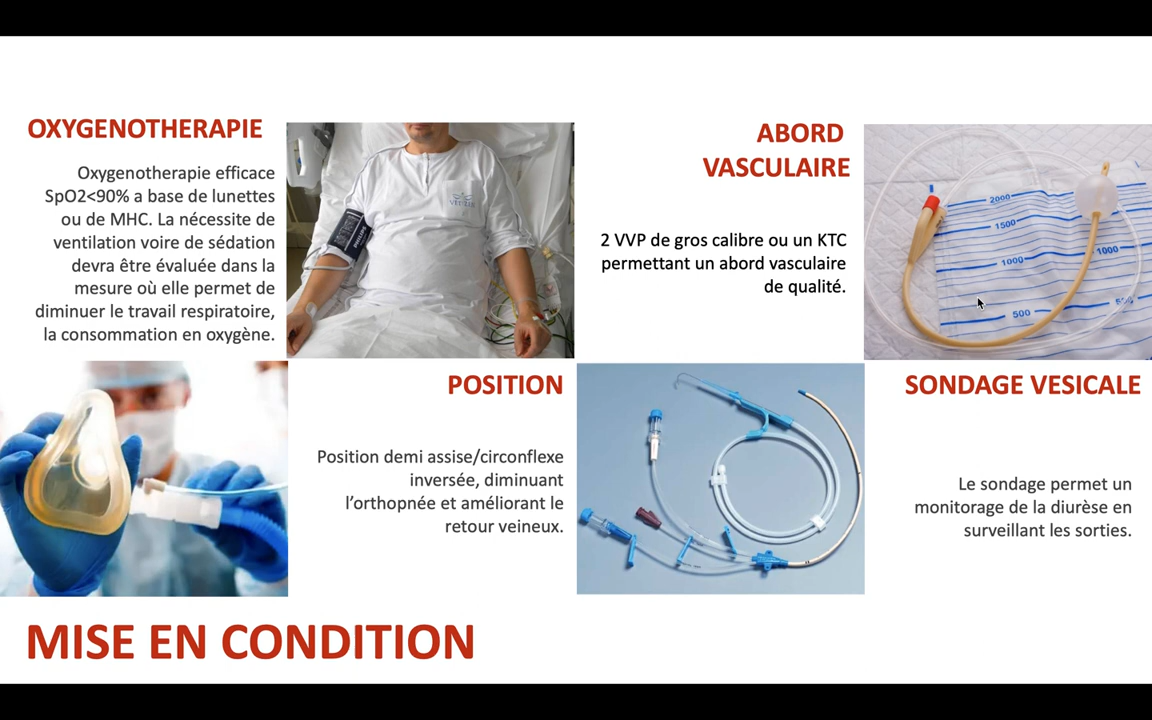 OXYGENOTHERAPIE
Oxygenotherapie efficace
SpO2<90% a base de lunettes
ou de MHC. La nécessite de
ventilation voire de sédation
devra être évaluée dans la
mesure où elle permet de
diminuer le travail respiratoire,
la consommation en oxygène.
ABORD
VASCULAIRE
2 VVP de gros calibre ou un KTC
permettant un abord vasculaire
de qualité.
2000
1500
1000
1000
500
POSITION
Position demi assise/circonflexe
inversée, diminuant
l’orthopnée et améliorant le
retour veineux.
SONDAGE VESICALE
Le sondage permet un
monitorage de la diurèse en
surveillant les sorties.
MISE EN CONDITION